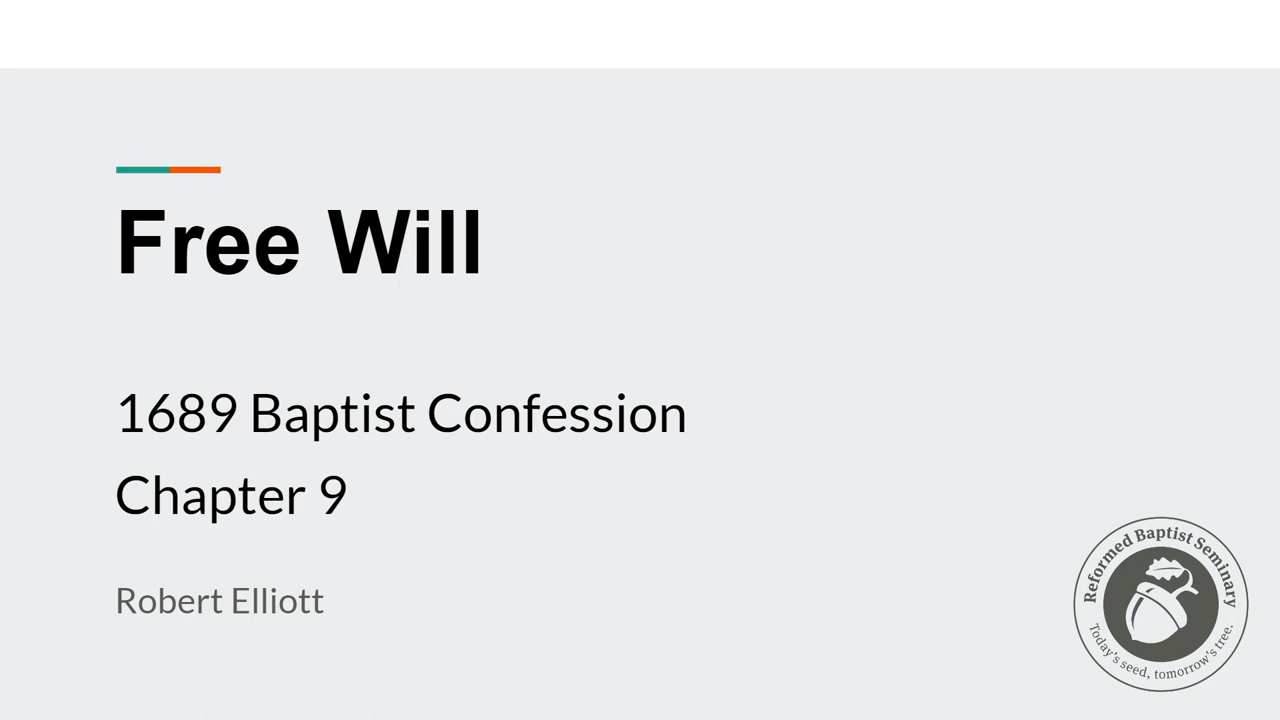 Free Will
1689 Baptist Confession
Chapter 9
Robert Elliott
Reformed Baptist Seminary
Today's seed, tomorrow's tree.